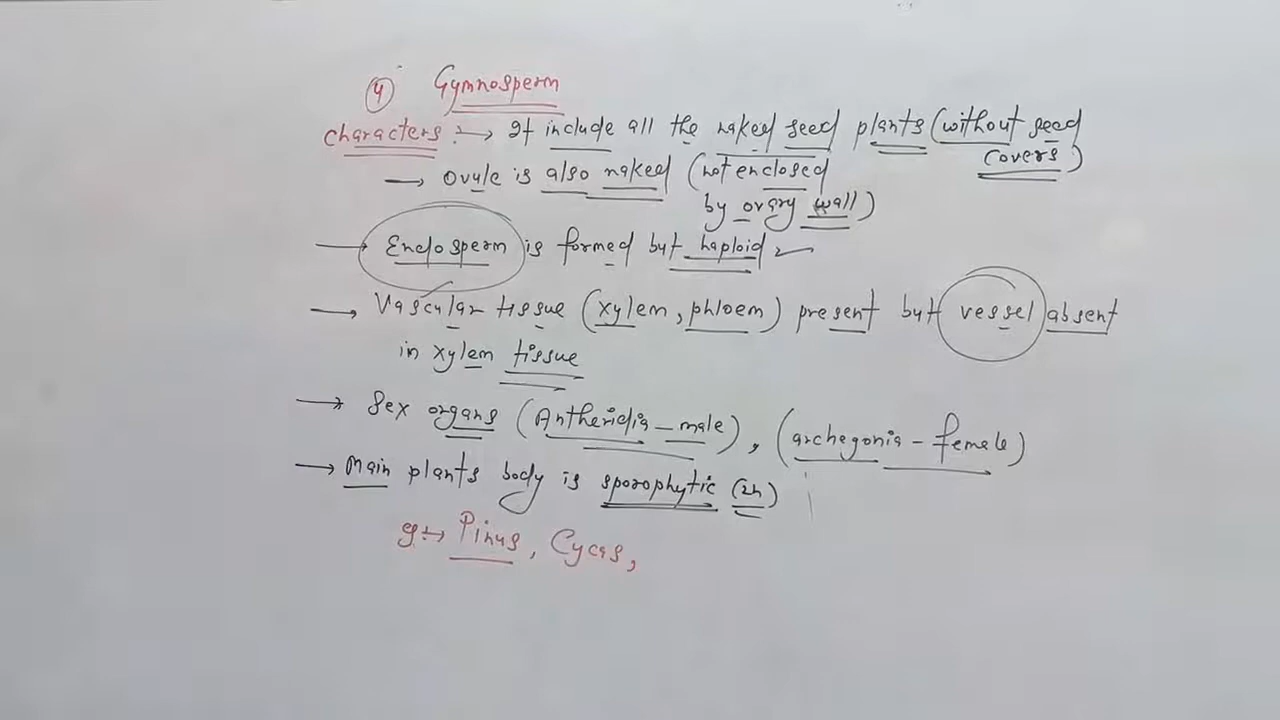 ④ Gymnosperm
characters :→ It include all the naked seed plants (without seed
covers)
→ Ovule is also naked (not enclosed
by ovary wall)
→ Endosperm is formed but haploid ✓
→ Vascular tissue (xylem, phloem) present but vessel absent
in xylem tissue
→ Sex organs (Antheridia - male), (archegonia - female)
→ Main plants body is sporophytic (2n)
eg:→ Pinus, Cycas,